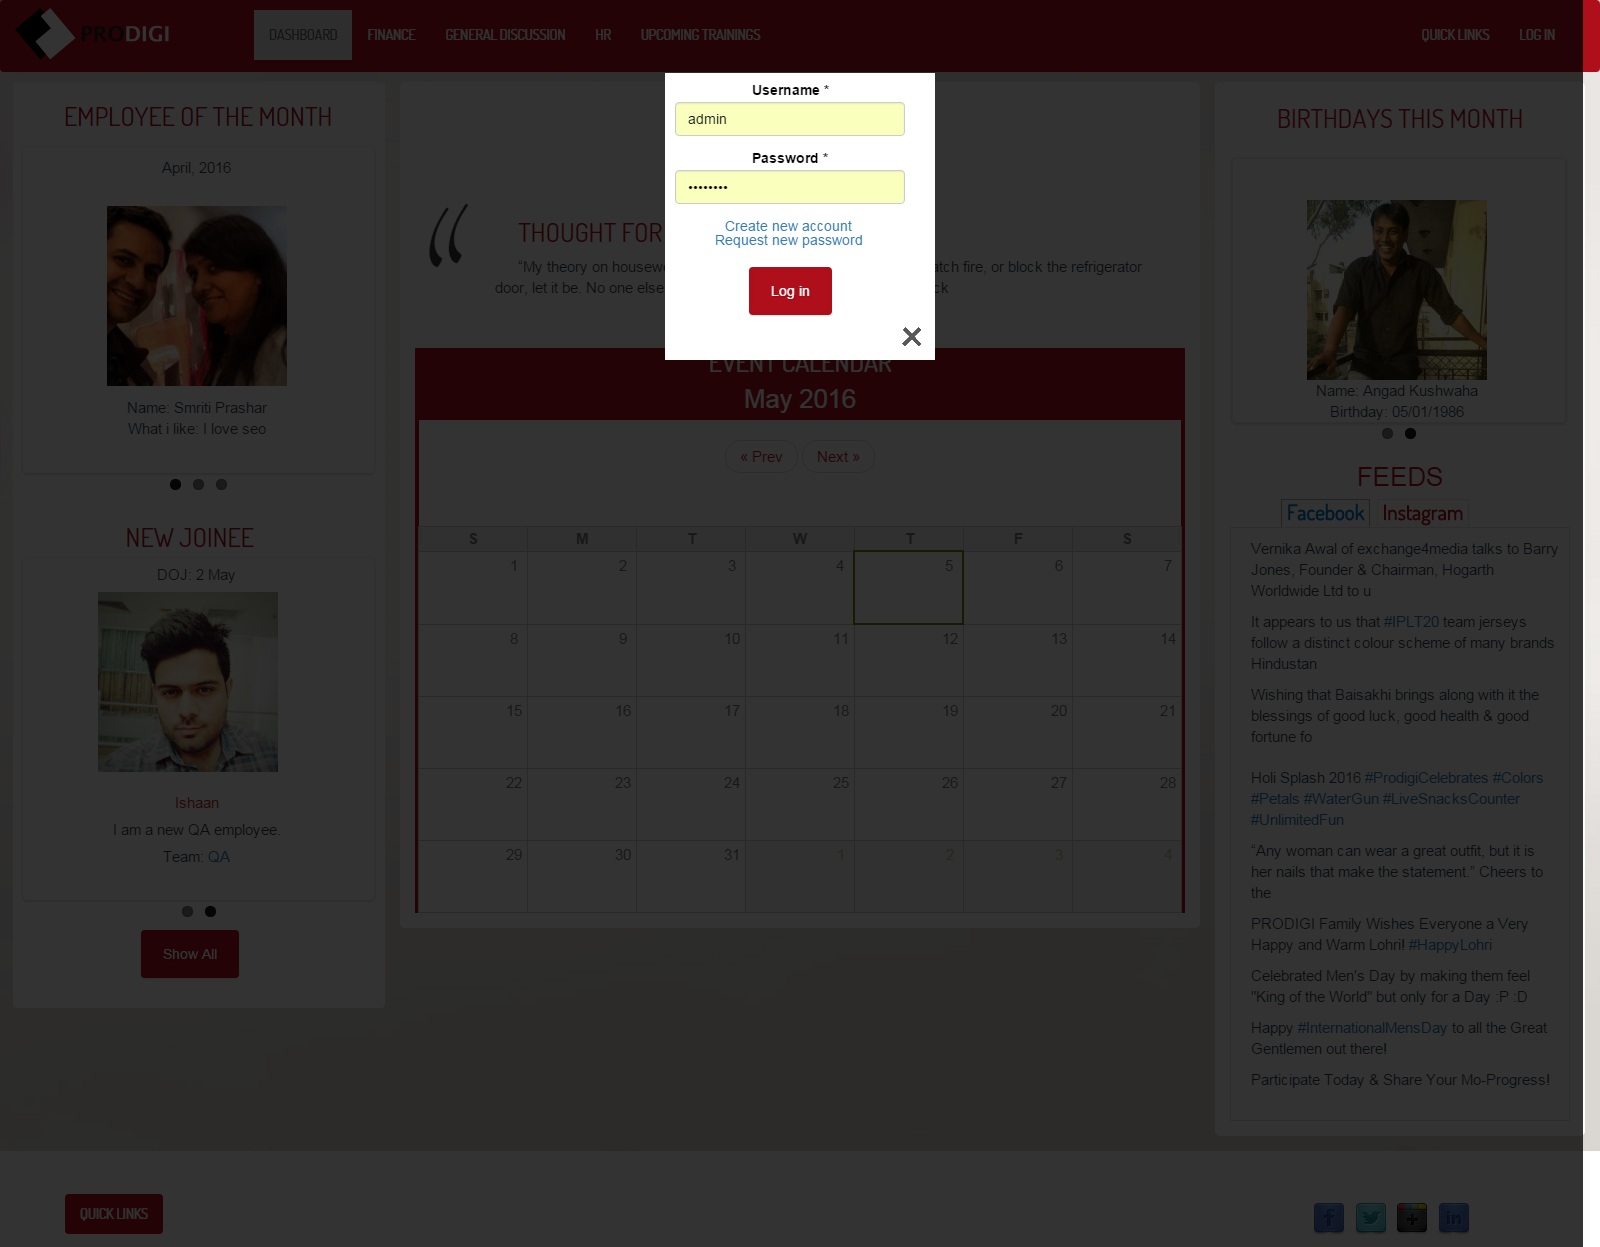 PRODIGI
DASHBOARD
FINANCE
GENERAL DISCUSSION
HR
UPCOMING TRAININGS
QUICK LINKS
LOG IN
Username *
admin
Password *
••••••••
Create new account
Request new password
Log in
EMPLOYEE OF THE MONTH
April, 2016
Name: Smriti Prashar
What i like: I love seo
NEW JOINEE
DOJ: 2 May
Ishaan
I am a new QA employee.
Team: QA
Show All
THOUGHT FOR
“My theory on housew
atch fire, or block the refrigerator
door, let it be. No one else
ck
EVENT CALENDAR
May 2016
« Prev Next »
S M T W T F S
1 2 3 4 5 6 7
8 9 10 11 12 13 14
15 16 17 18 19 20 21
22 23 24 25 26 27 28
29 30 31 1 2 3 4
BIRTHDAYS THIS MONTH
Name: Angad Kushwaha
Birthday: 05/01/1986
FEEDS
Facebook Instagram
Vernika Awal of exchange4media talks to Barry
Jones, Founder & Chairman, Hogarth
Worldwide Ltd to u
It appears to us that #IPLT20 team jerseys
follow a distinct colour scheme of many brands
Hindustan
Wishing that Baisakhi brings along with it the
blessings of good luck, good health & good
fortune fo
Holi Splash 2016 #ProdigiCelebrates #Colors
#Petals #WaterGun #LiveSnacksCounter
#UnlimitedFun
“Any woman can wear a great outfit, but it is
her nails that make the statement.” Cheers to
the
PRODIGI Family Wishes Everyone a Very
Happy and Warm Lohri! #HappyLohri
Celebrated Men's Day by making them feel
"King of the World" but only for a Day :P :D
Happy #InternationalMensDay to all the Great
Gentlemen out there!
Participate Today & Share Your Mo-Progress!
QUICK LINKS